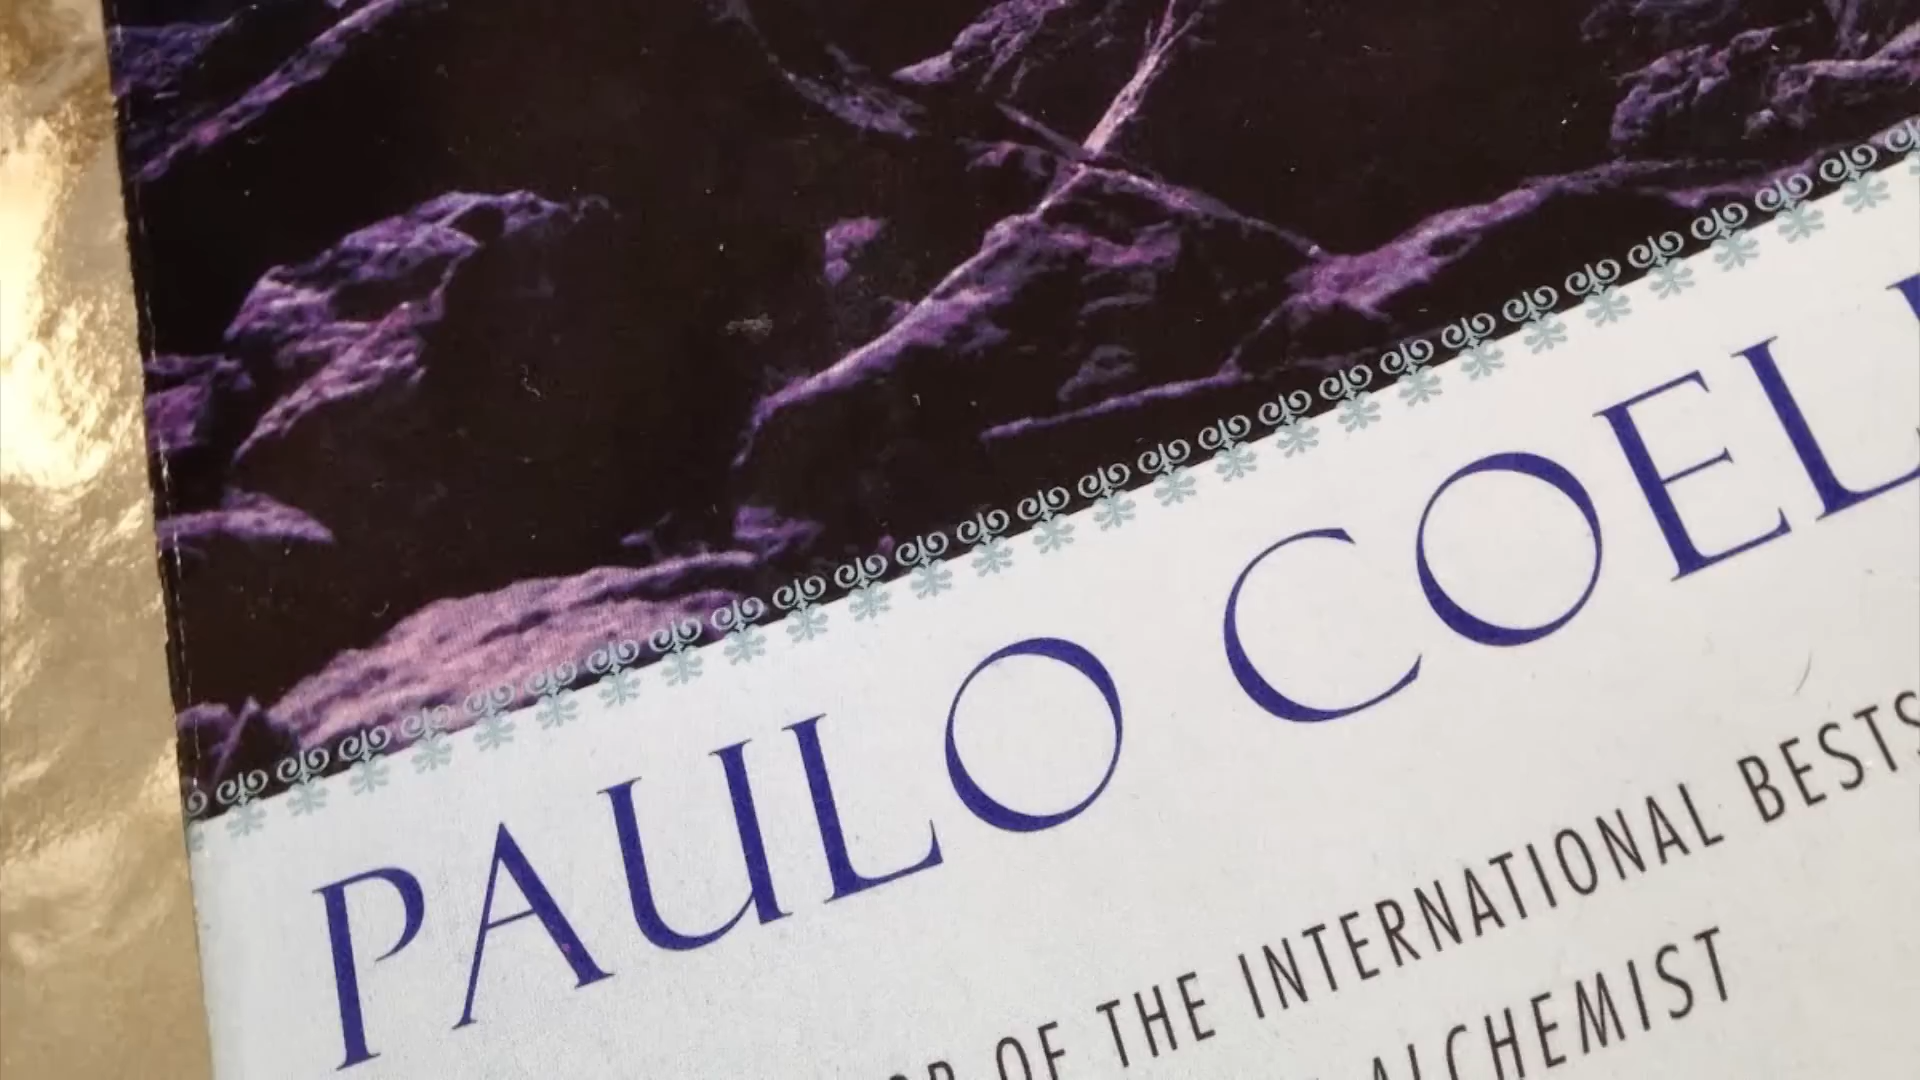 PAULO COEL
OF THE INTERNATIONAL BESTS
ALCHEMIST